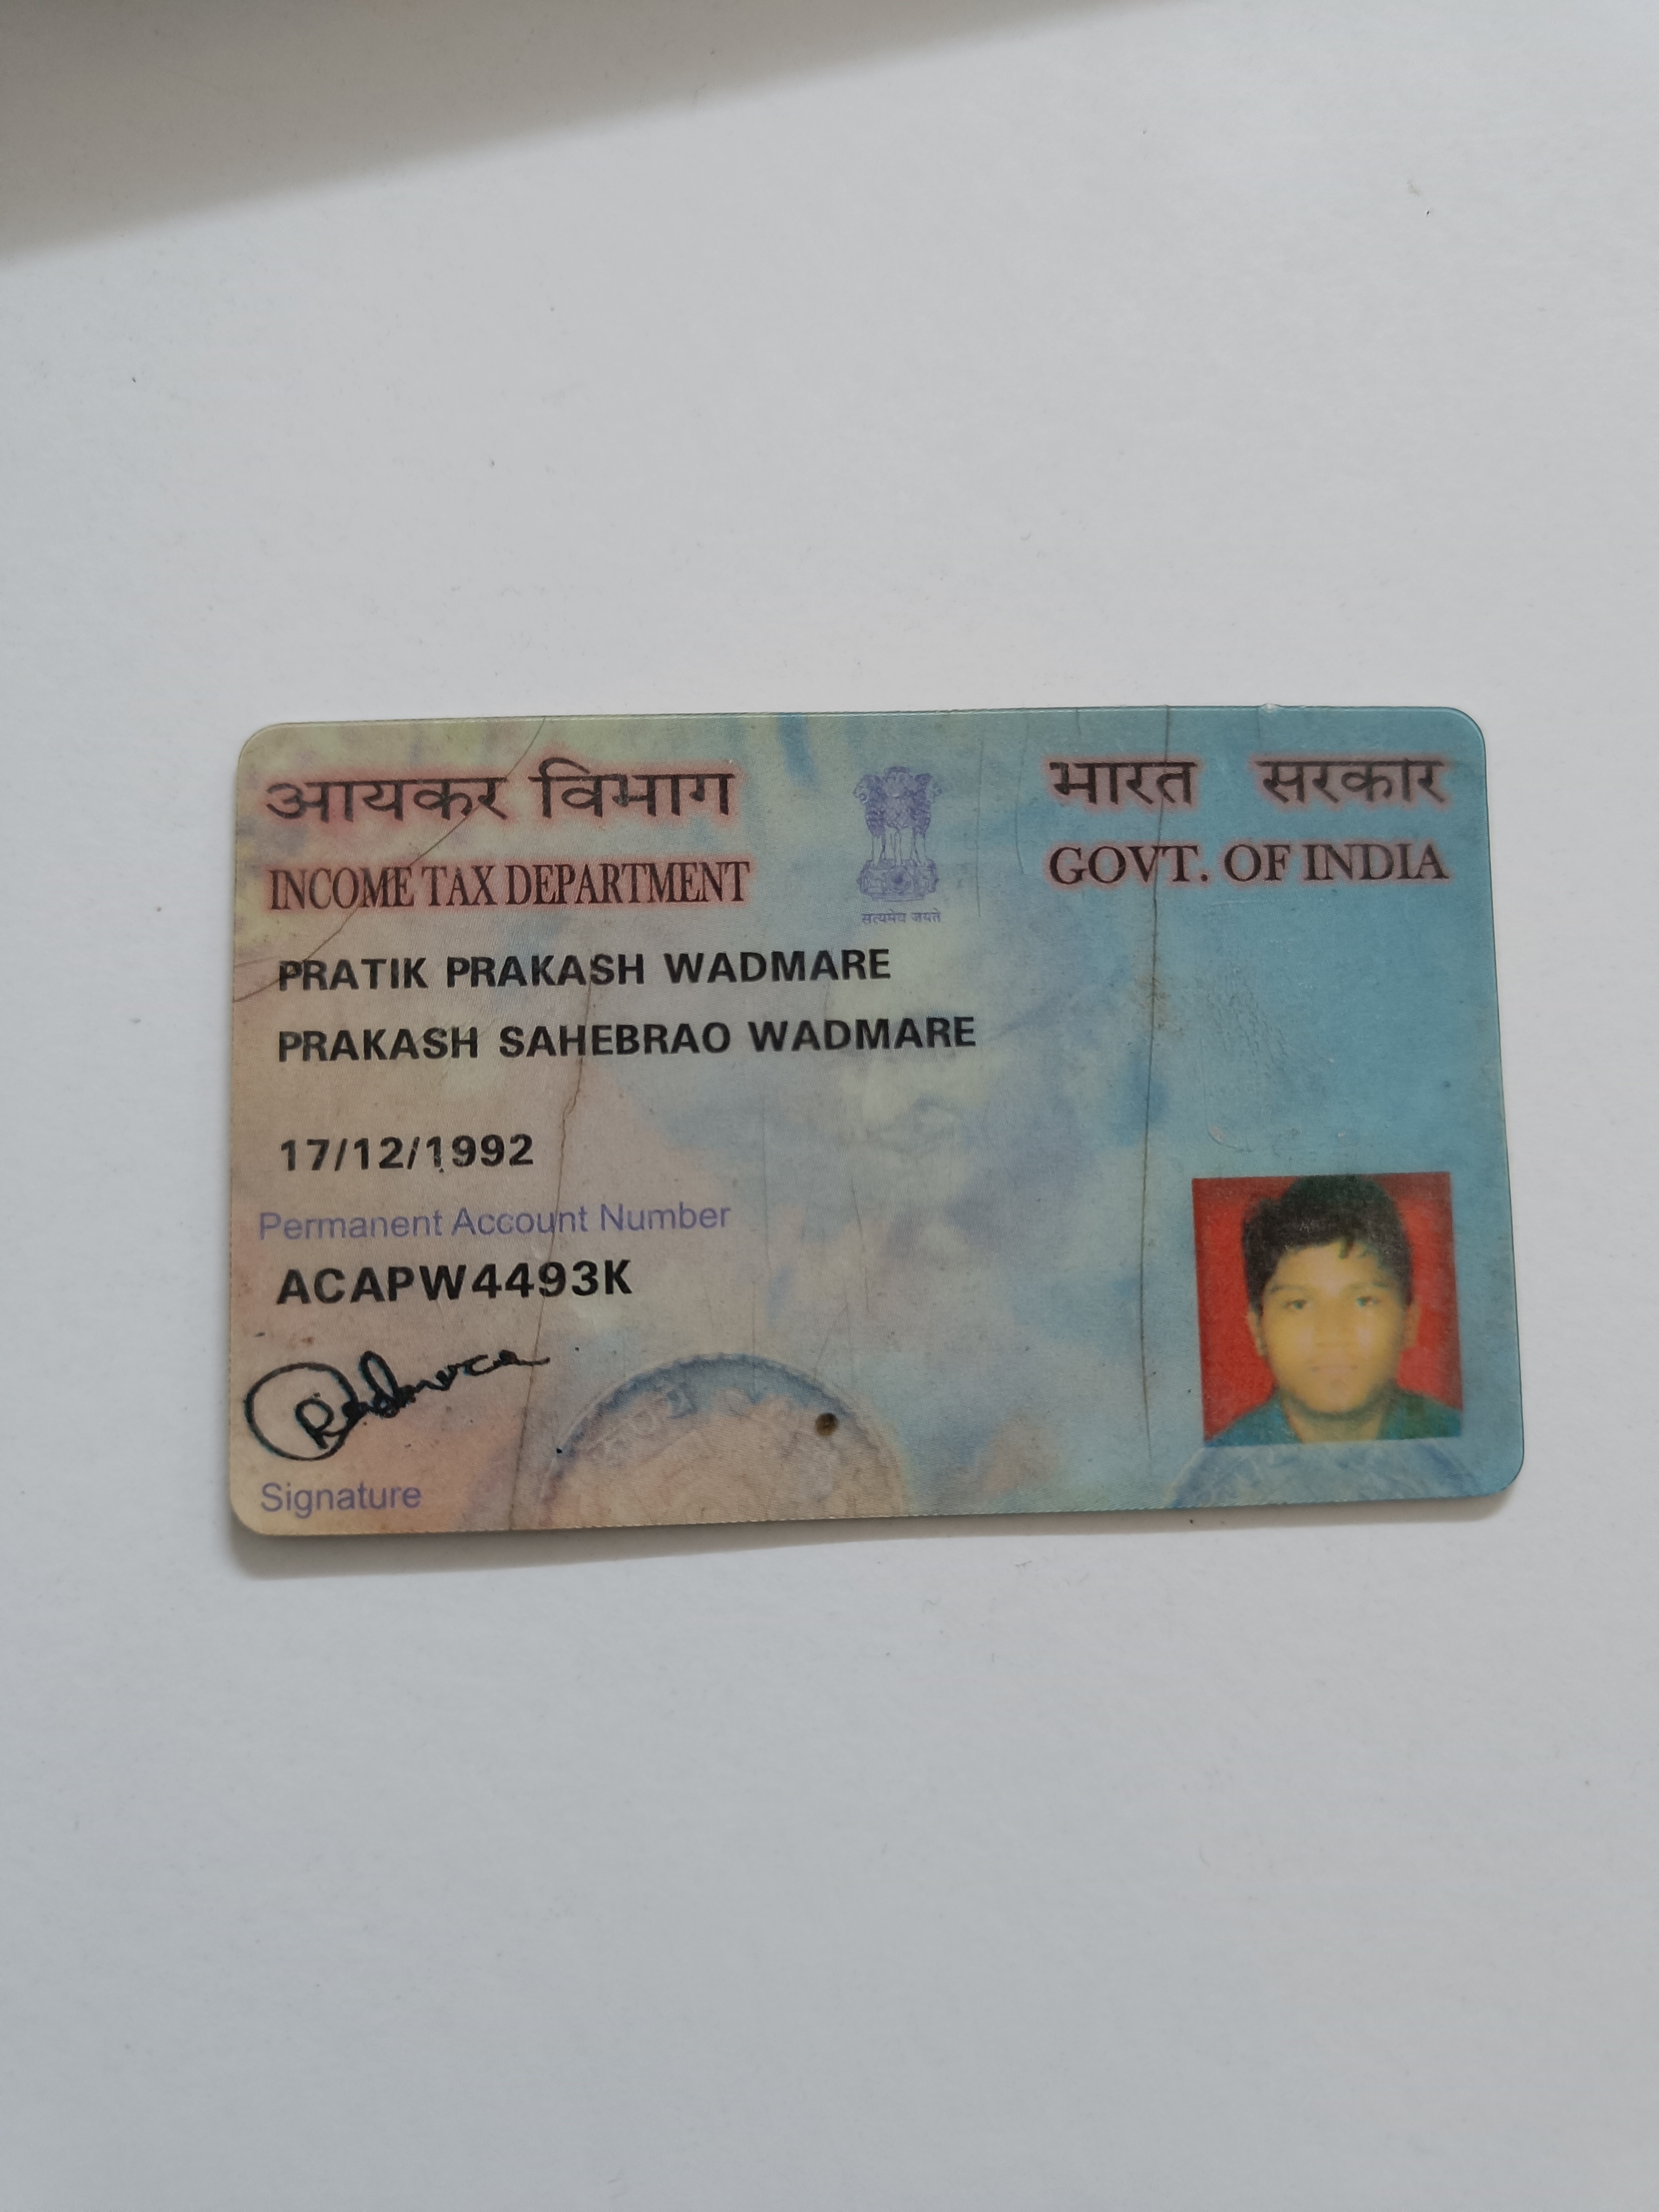 आयकर विभाग
INCOME TAX DEPARTMENT
सत्यमेव जयते
भारत सरकार
GOVT. OF INDIA
PRATIK PRAKASH WADMARE
PRAKASH SAHEBRAO WADMARE
17/12/1992
Permanent Account Number
ACAPW4493K
Signature